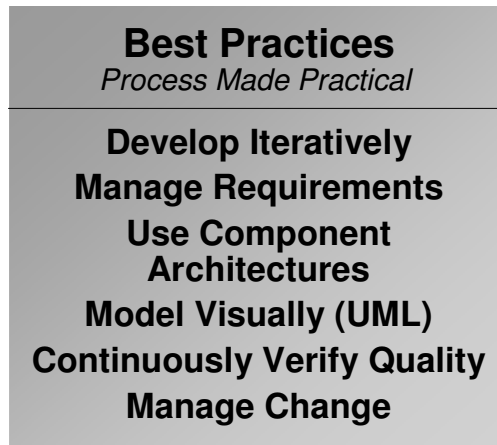 Best Practices
Process Made Practical
Develop Iteratively
Manage Requirements
Use Component
Architectures
Model Visually (UML)
Continuously Verify Quality
Manage Change